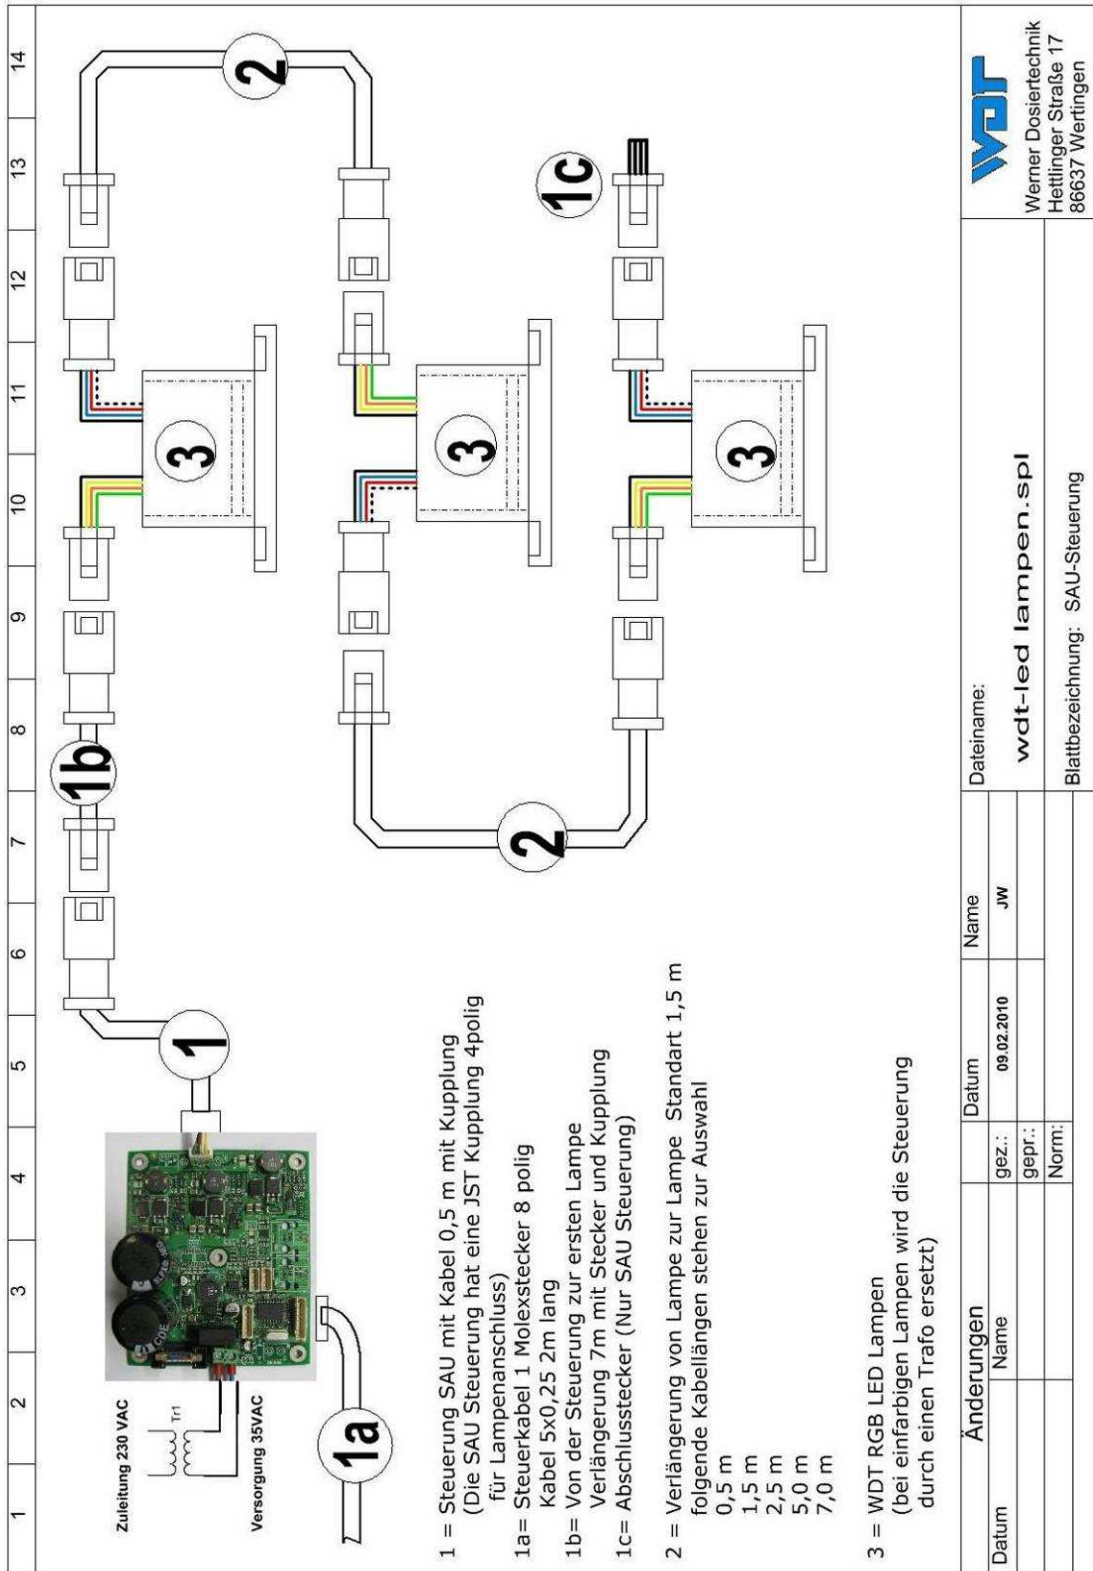 1 2 3 4 5 6 7 8 9 10 11 12 13 14
Zuleitung 230 VAC
Tr1
Versorgung 35VAC
1a
1
1b
2
3
3
2
3
1c
1 = Steuerung SAU mit Kabel 0,5 m mit Kupplung
(Die SAU Steuerung hat eine JST Kupplung 4polig
für Lampenanschluss)
1a= Steuerkabel 1 Molexstecker 8 polig
Kabel 5x0,25 2m lang
1b= Von der Steuerung zur ersten Lampe
Verlängerung 7m mit Stecker und Kupplung
1c= Abschlusstecker (Nur SAU Steuerung)
2 = Verlängerung von Lampe zur Lampe Standart 1,5 m
folgende Kabellängen stehen zur Auswahl
0,5 m
1,5 m
2,5 m
5,0 m
7,0 m
3 = WDT RGB LED Lampen
(bei einfarbigen Lampen wird die Steuerung
durch einen Trafo ersetzt)
Änderungen
Datum Name
Datum Name
gez.: 09.02.2010 JW
gepr.:
Norm:
Dateiname:
wdt-led lampen.spl
Blattbezeichnung: SAU-Steuerung
WDT
Werner Dosiertechnik
Hettlinger Straße 17
86637 Wertingen